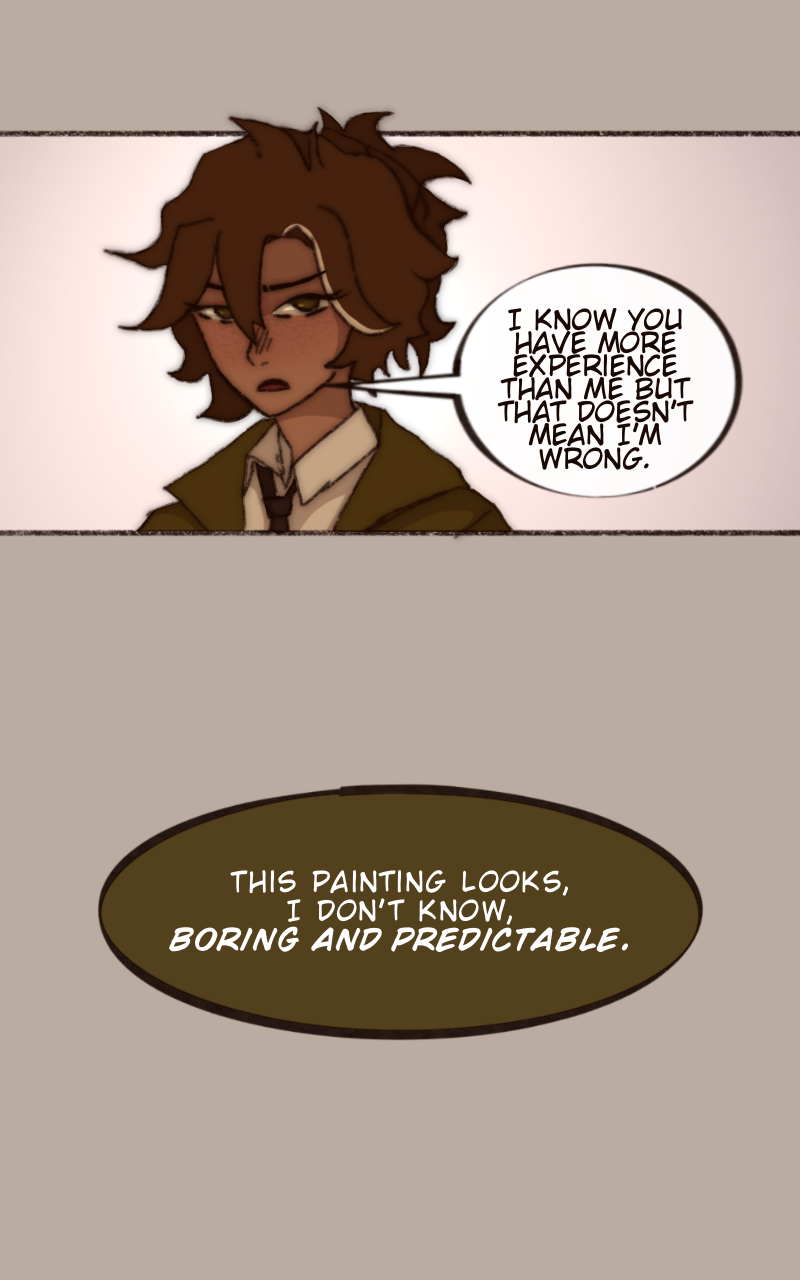 I KNOW YOU
HAVE MORE
EXPERIENCE
THAN ME BUT
THAT DOESN'T
MEAN I'M
WRONG.
THIS PAINTING LOOKS,
I DON'T KNOW,
BORING AND PREDICTABLE.